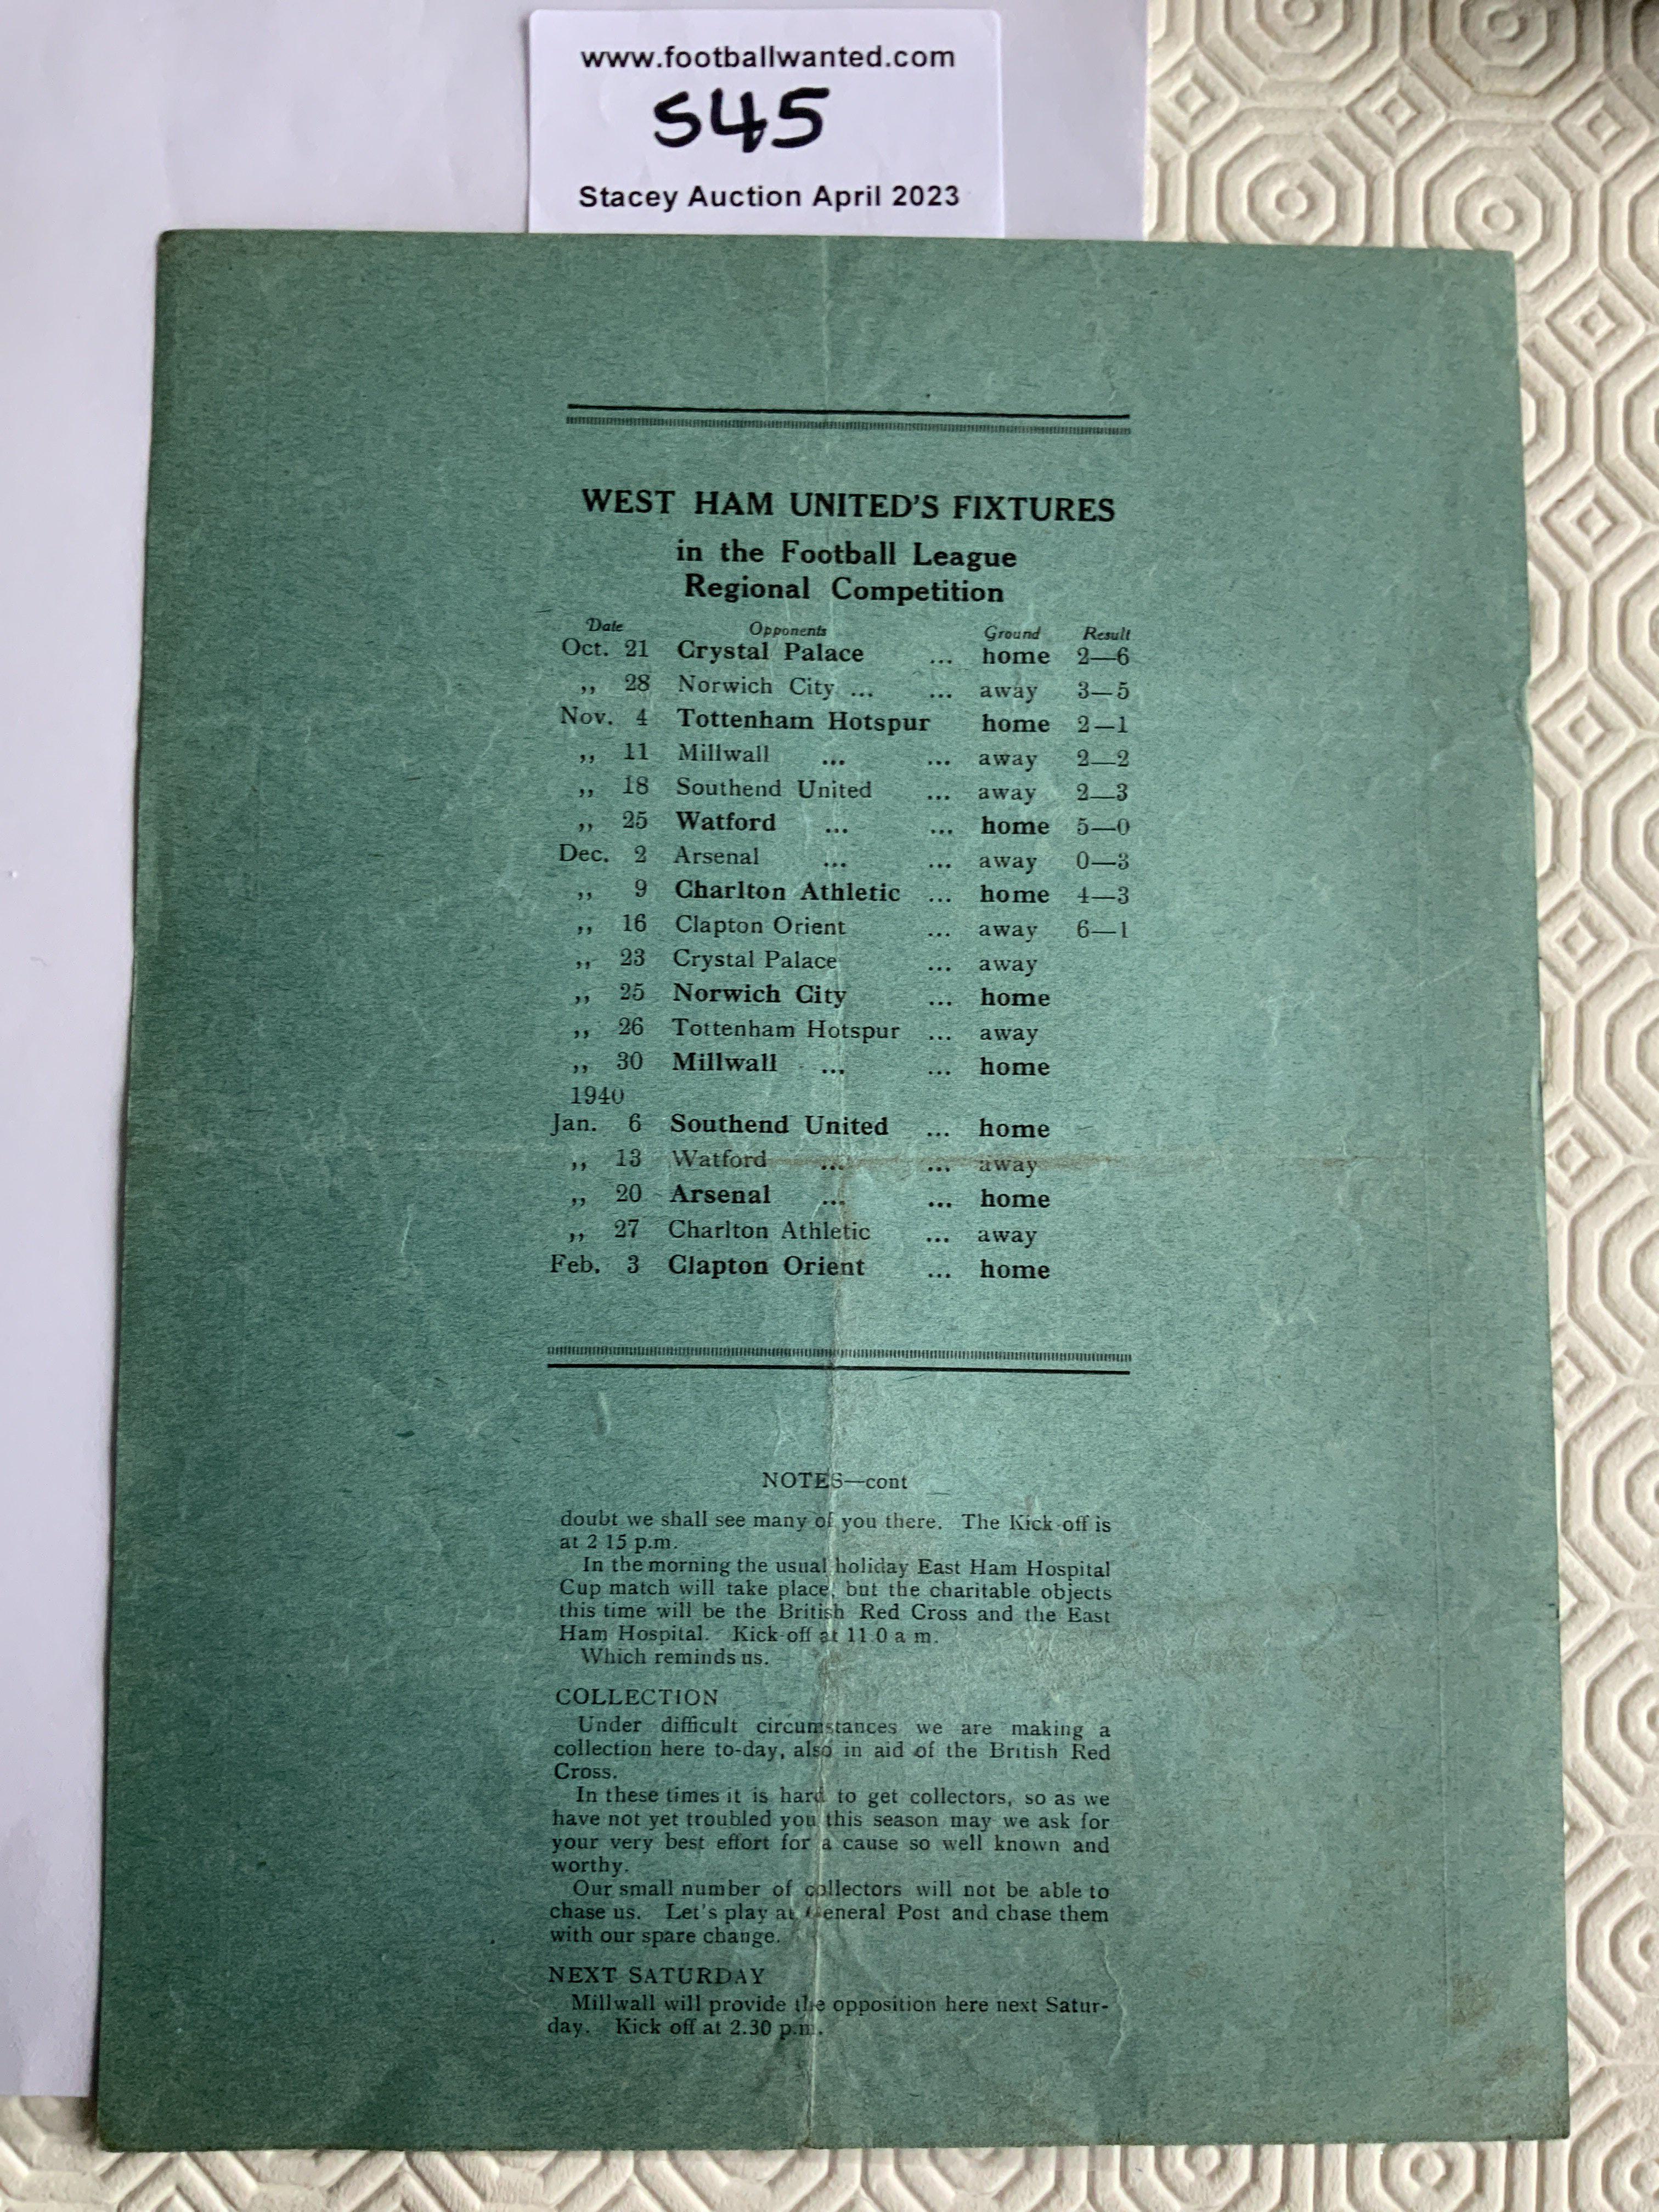 www.footballwanted.com
S45
Stacey Auction April 2023
WEST HAM UNITED'S FIXTURES
in the Football League
Regional Competition
Date Opponents Ground Result
Oct. 21 Crystal Palace ... home 2—6
,, 28 Norwich City ... ... away 3—5
Nov. 4 Tottenham Hotspur home 2—1
,, 11 Millwall ... ... away 2—2
,, 18 Southend United ... away 2—3
,, 25 Watford ... ... home 5—0
Dec. 2 Arsenal ... ... away 0—3
,, 9 Charlton Athletic ... home 4—3
,, 16 Clapton Orient ... away 6—1
,, 23 Crystal Palace ... away
,, 25 Norwich City ... home
,, 26 Tottenham Hotspur ... away
,, 30 Millwall ... ... home
1940
Jan. 6 Southend United ... home
,, 13 Watford ... ... away
,, 20 Arsenal ... ... home
,, 27 Charlton Athletic ... away
Feb. 3 Clapton Orient ... home
NOTES—cont
doubt we shall see many of you there. The Kick-off is
at 2 15 p.m.
In the morning the usual holiday East Ham Hospital
Cup match will take place, but the charitable objects
this time will be the British Red Cross and the East
Ham Hospital. Kick-off at 11 0 a m.
Which reminds us.
COLLECTION
Under difficult circumstances we are making a
collection here to-day, also in aid of the British Red
Cross.
In these times it is hard to get collectors, so as we
have not yet troubled you this season may we ask for
your very best effort for a cause so well known and
worthy.
Our small number of collectors will not be able to
chase us. Let's play at General Post and chase them
with our spare change.
NEXT SATURDAY
Millwall will provide the opposition here next Satur-
day. Kick off at 2.30 p.m.